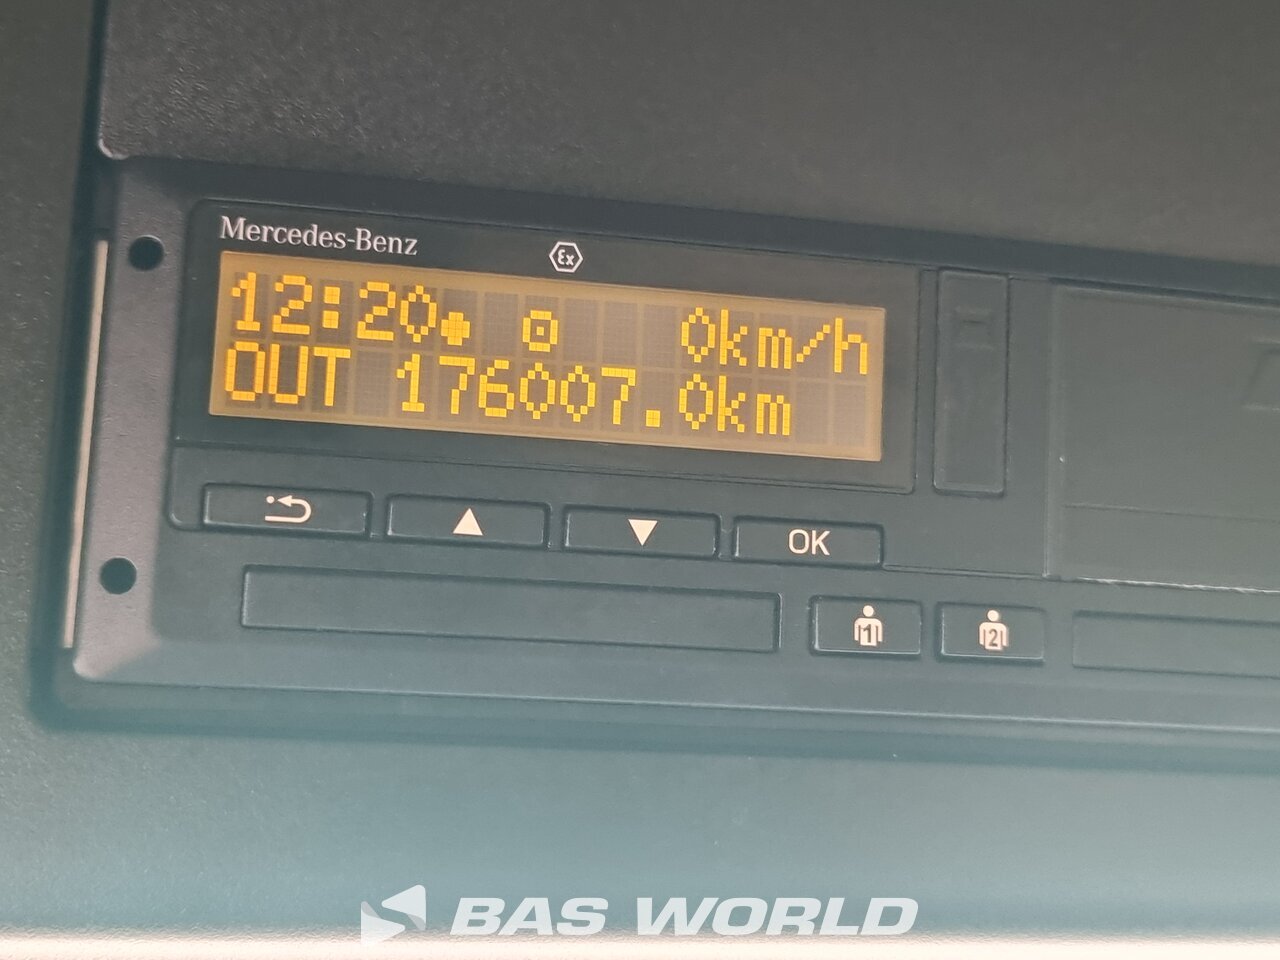 Mercedes-Benz
Ex
12:20 0km/h
OUT 176007.0km
OK
1 2
BAS WORLD